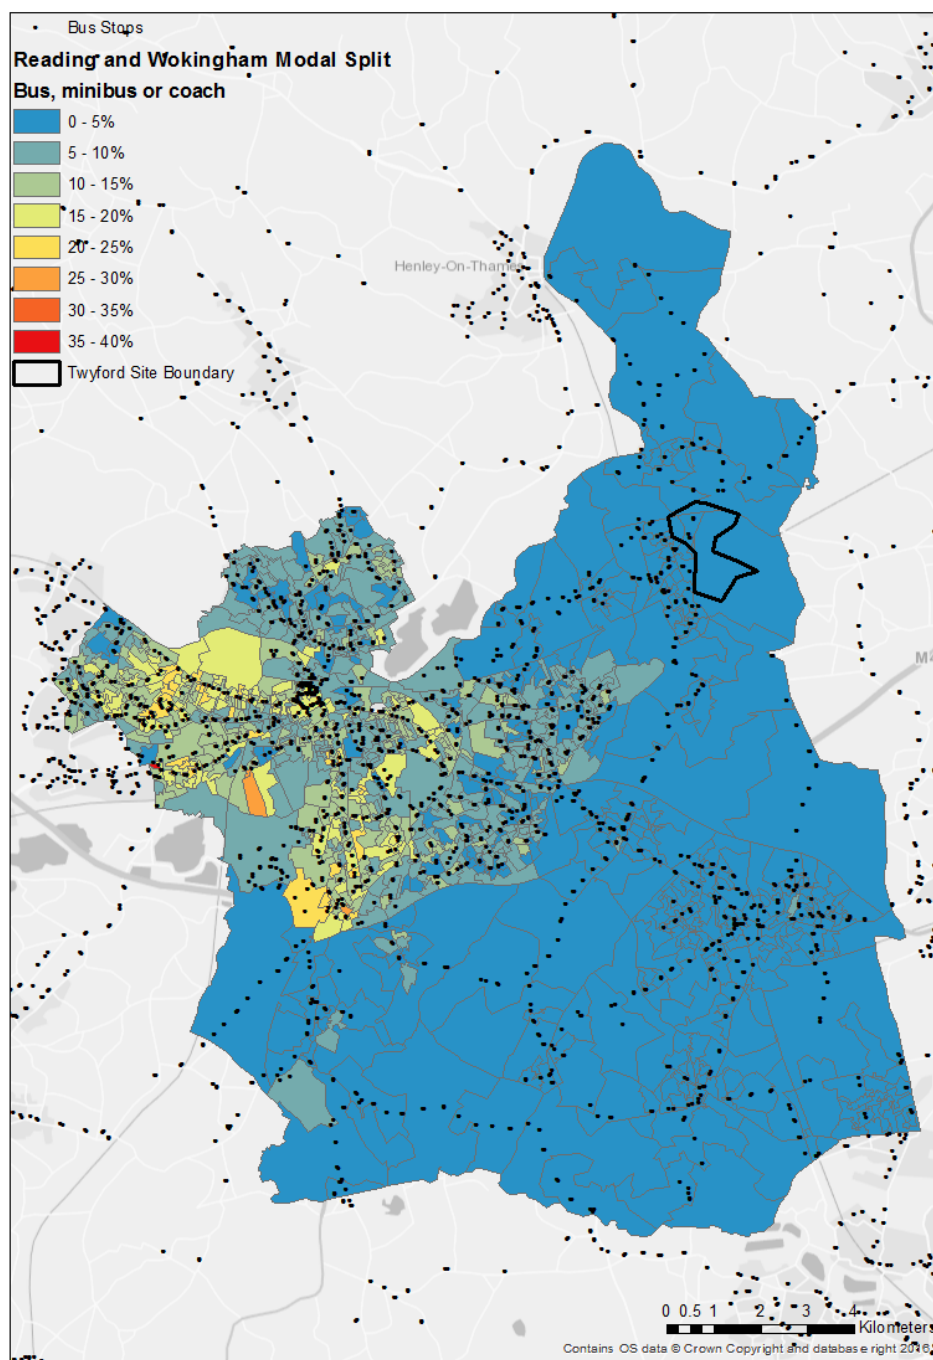 Bus Stops
Reading and Wokingham Modal Split
Bus, minibus or coach
0 - 5%
5 - 10%
10 - 15%
15 - 20%
20 - 25%
25 - 30%
30 - 35%
35 - 40%
Twyford Site Boundary
Henley-On-Thames
M
0 0.5 1 2 3 4
Kilometers
Contains OS data © Crown Copyright and database right 2016